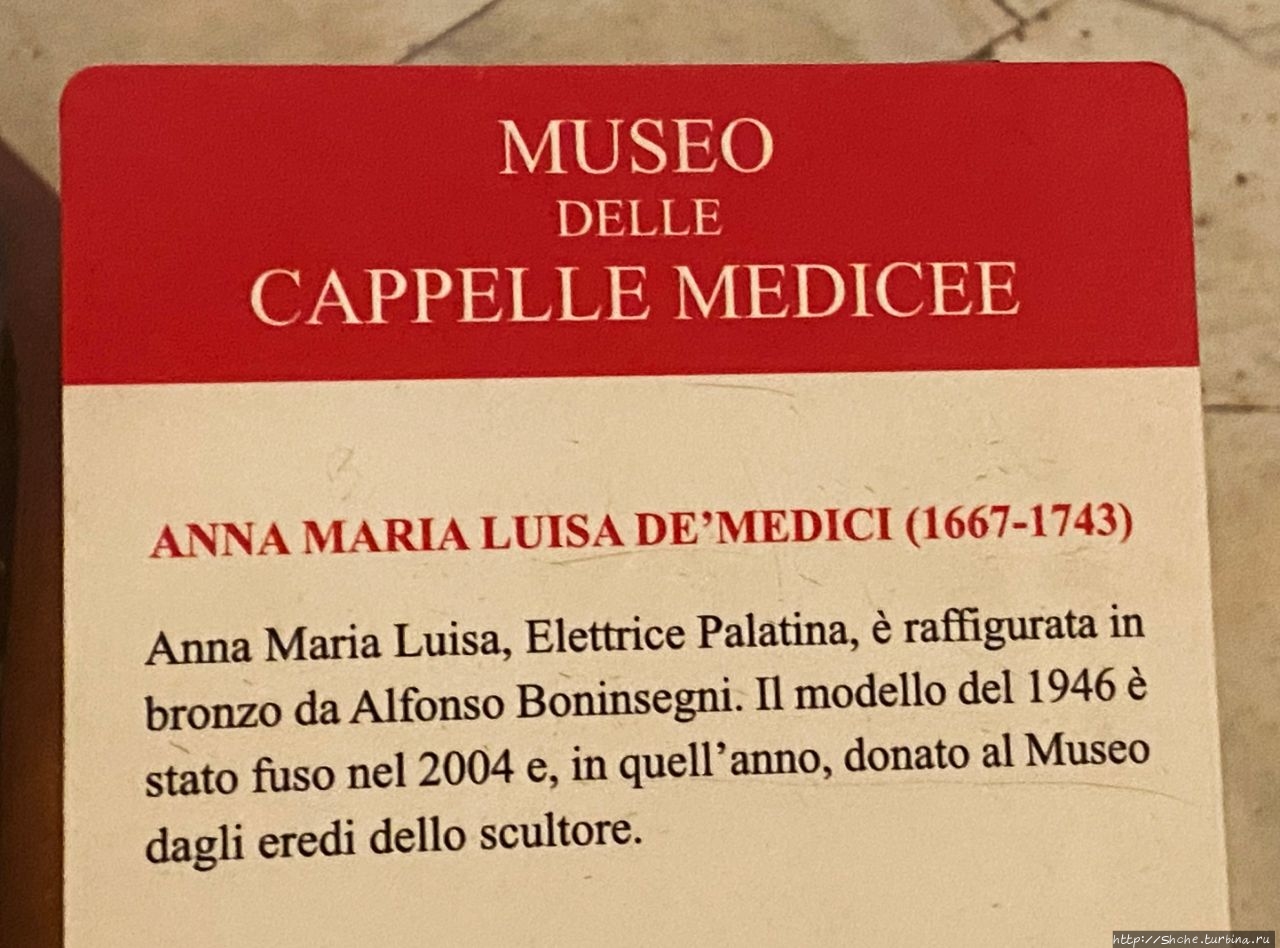 MUSEO
DELLE
CAPPELLE MEDICEE
ANNA MARIA LUISA DE’MEDICI (1667-1743)
Anna Maria Luisa, Elettrice Palatina, è raffigurata in
bronzo da Alfonso Boninsegni. Il modello del 1946 è
stato fuso nel 2004 e, in quell’anno, donato al Museo
dagli eredi dello scultore.
http://Shche.turbina.ru